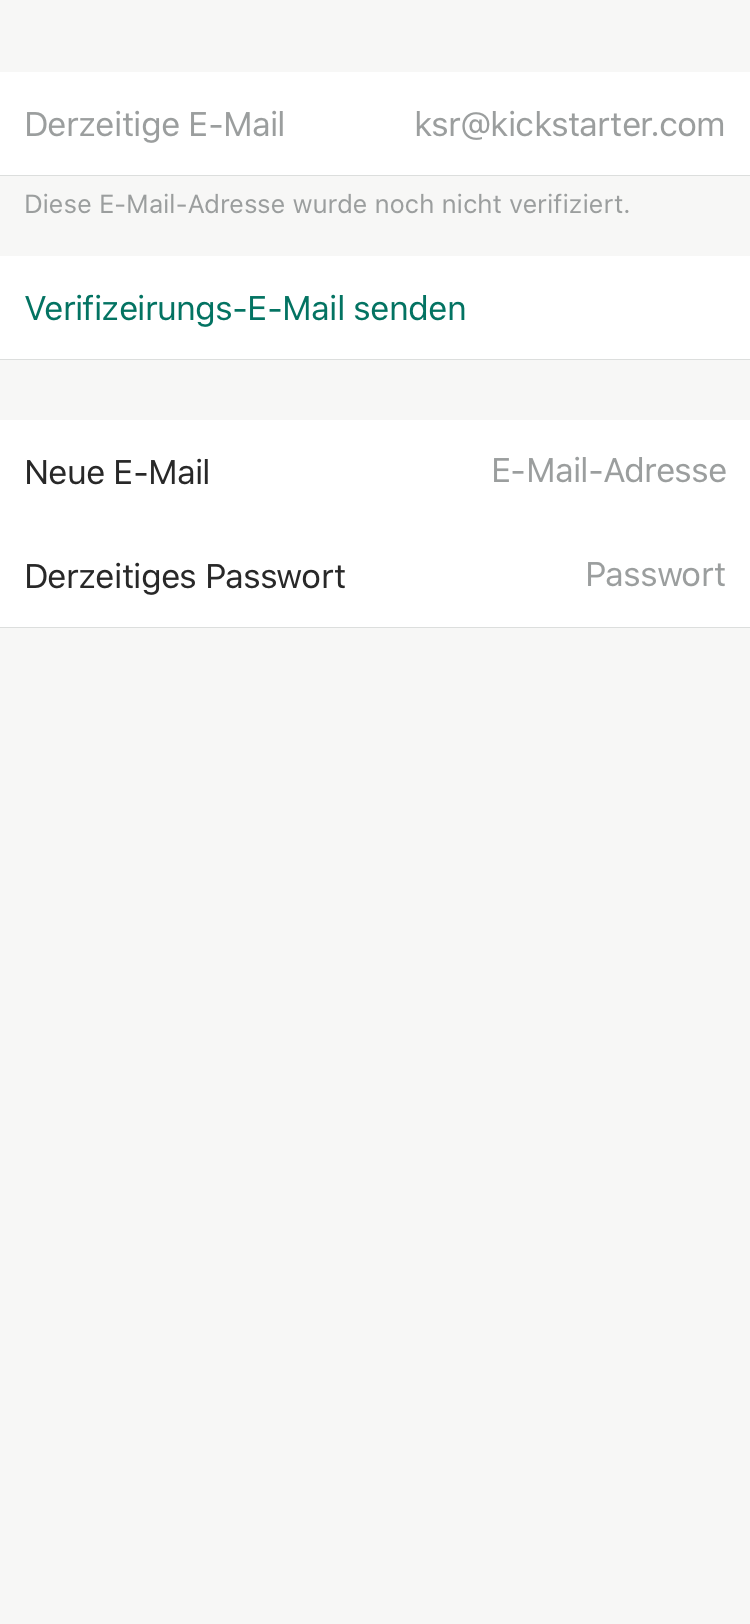 Derzeitige E-Mail ksr@kickstarter.com
Diese E-Mail-Adresse wurde noch nicht verifiziert.
Verifizeirungs-E-Mail senden
Neue E-Mail E-Mail-Adresse
Derzeitiges Passwort Passwort